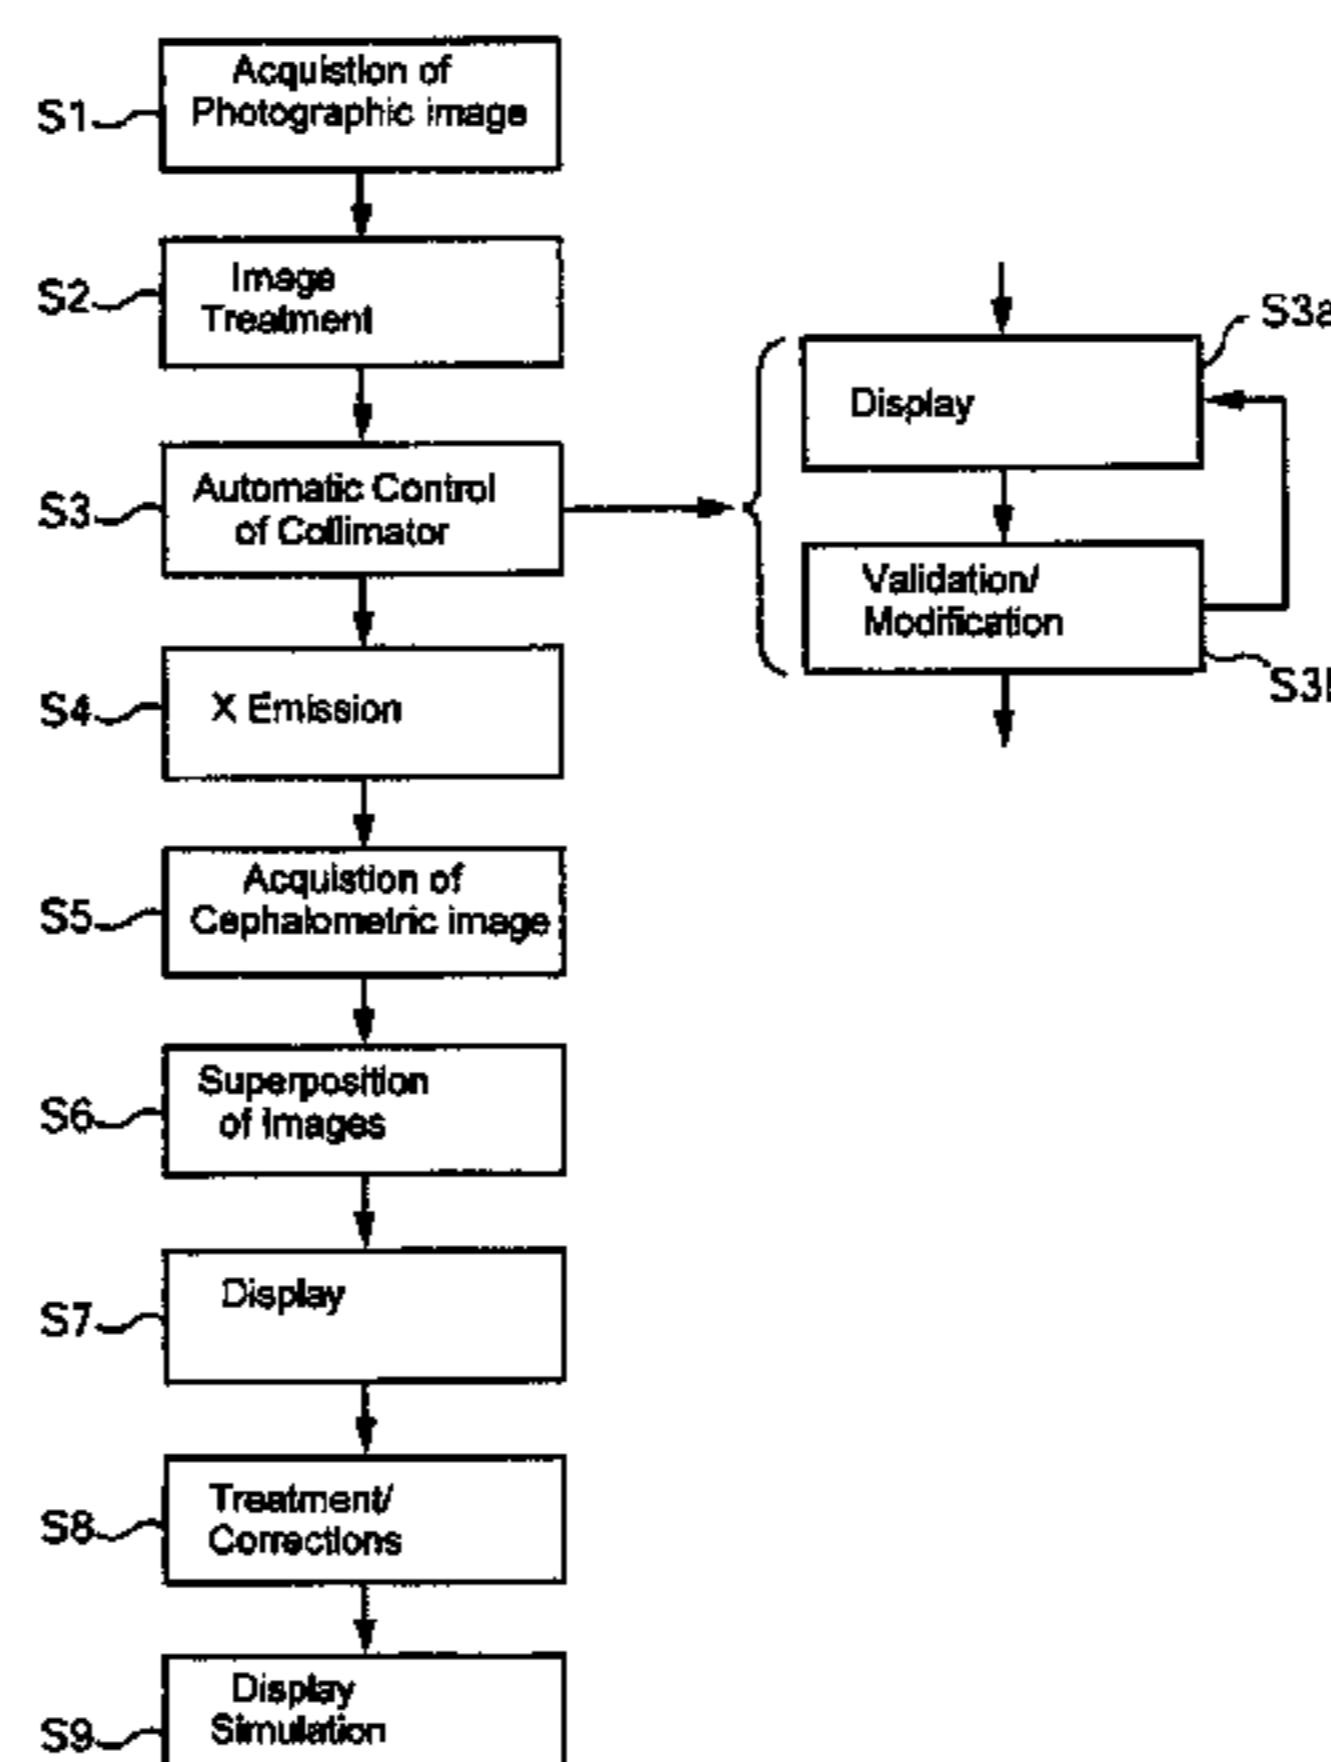 S1
Acquistion of
Photographic image
S2
Image
Treatment
S3
Automatic Control
of Collimator
S3a
Display
Validation/
Modification
S4
X Emission
S5
Acquistion of
Cephalometric image
S6
Superposition
of Images
S7
Display
S8
Treatment/
Corrections
S9
Display
Simulation